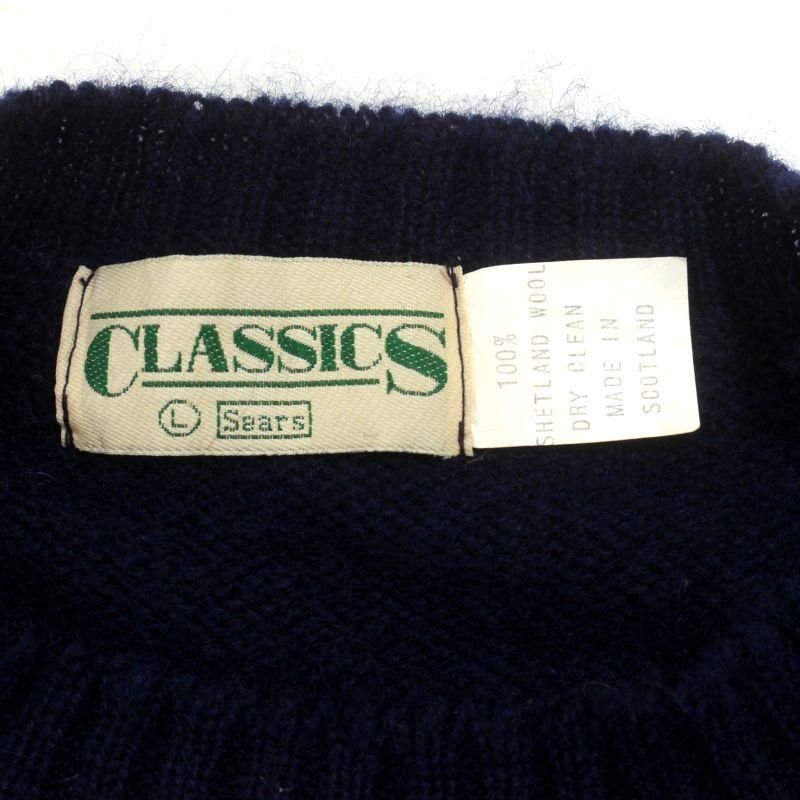 CLASSICS
L Sears
100%
SHETLAND WOOL
DRY CLEAN
MADE IN
SCOTLAND